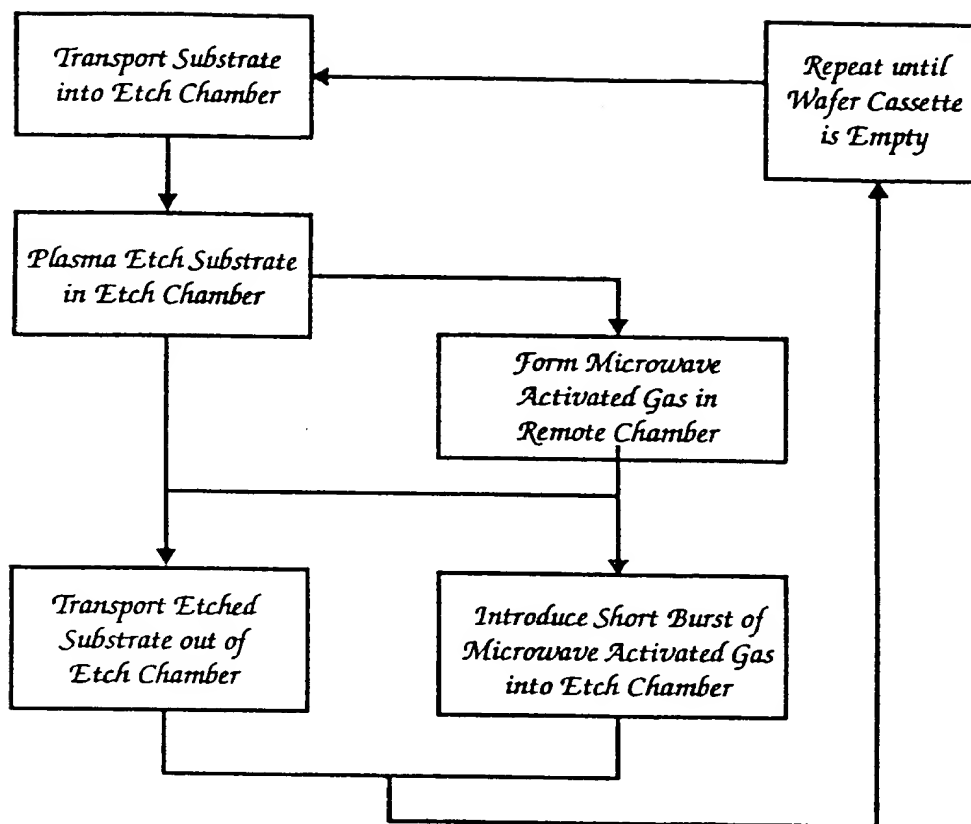 Transport Substrate
into Etch Chamber
Repeat until
Wafer Cassette
is Empty
Plasma Etch Substrate
in Etch Chamber
Form Microwave
Activated Gas in
Remote Chamber
Transport Etched
Substrate out of
Etch Chamber
Introduce Short Burst of
Microwave Activated Gas
into Etch Chamber